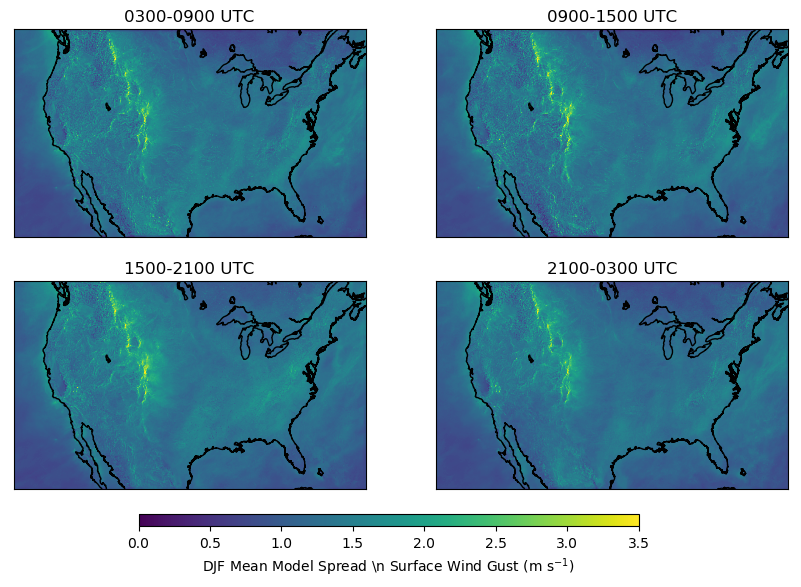 0300-0900 UTC
0900-1500 UTC
1500-2100 UTC
2100-0300 UTC
0.0 0.5 1.0 1.5 2.0 2.5 3.0 3.5
DJF Mean Model Spread \n Surface Wind Gust (m s⁻¹)